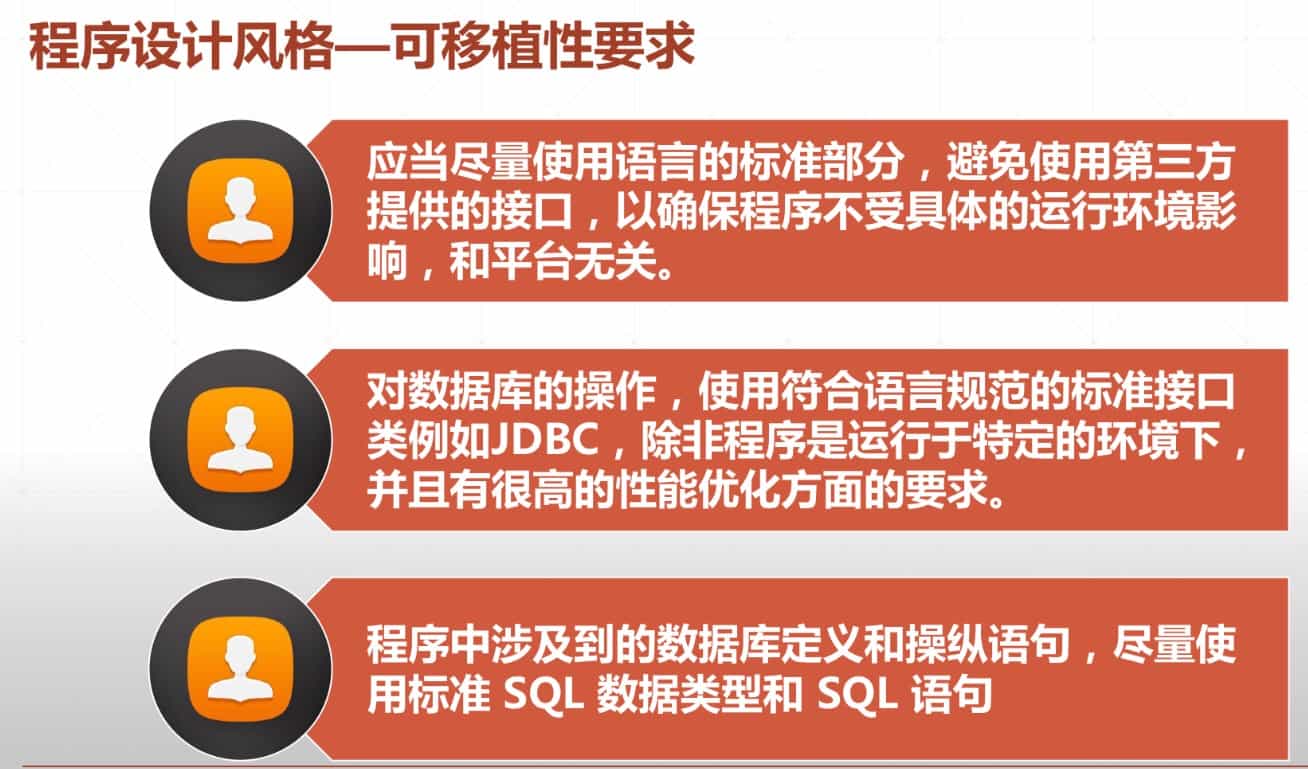 程序设计风格—可移植性要求
应当尽量使用语言的标准部分，避免使用第三方
提供的接口，以确保程序不受具体的运行环境影
响，和平台无关。
对数据库的操作，使用符合语言规范的标准接口
类例如JDBC，除非程序是运行于特定的环境下，
并且有很高的性能优化方面的要求。
程序中涉及到的数据库定义和操纵语句，尽量使
用标准 SQL 数据类型和 SQL 语句